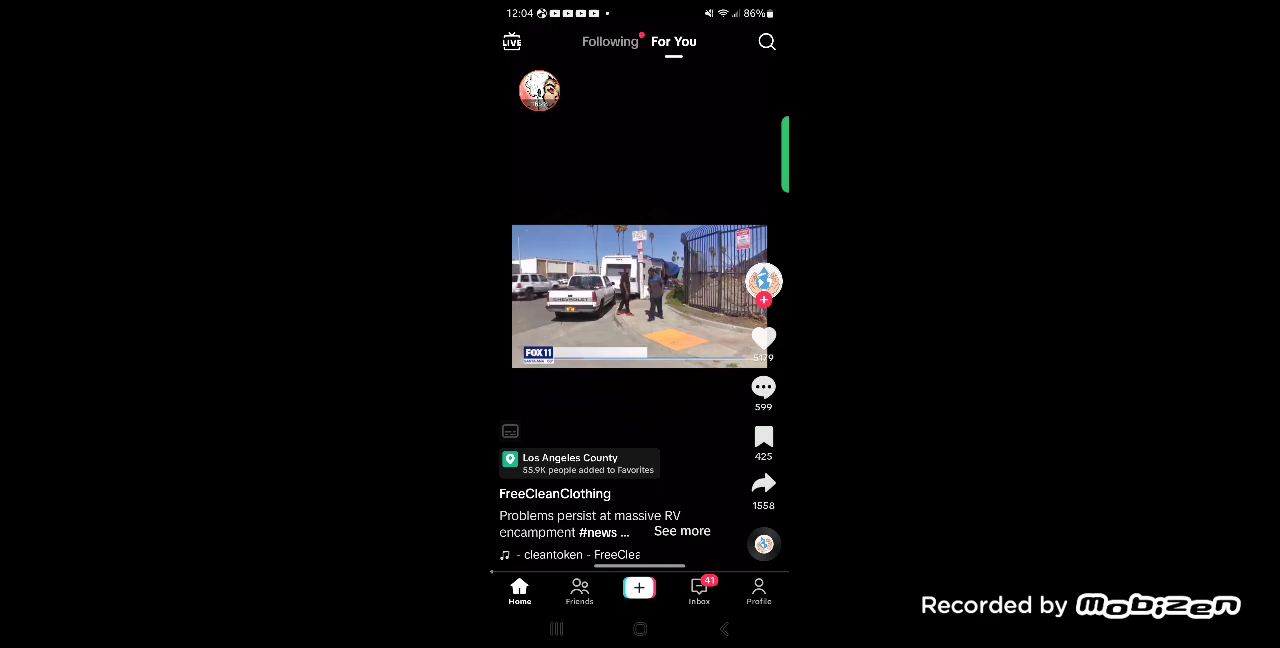 12:04
86%
LIVE
Following
For You
CHEVROLET
FOX 11
5179
599
425
Los Angeles County
55.9K people added to Favorites
1558
FreeCleanClothing
Problems persist at massive RV
encampment #news ...
See more
- cleantoken - FreeClea
41
Home
Friends
Inbox
Profile
Recorded by mobizen